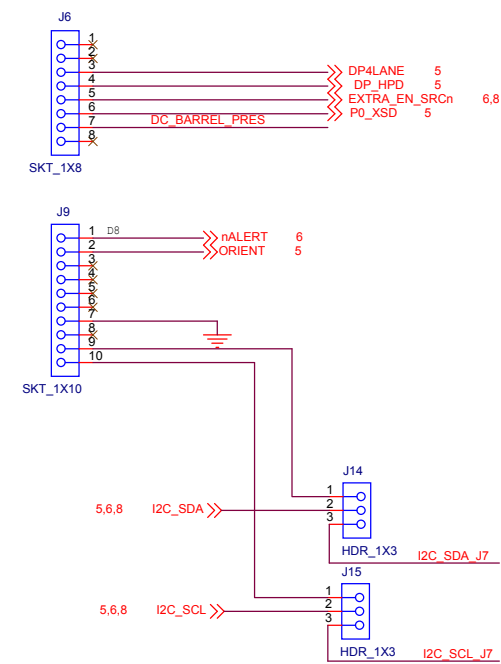 J6
1
2
3 DP4LANE 5
4 DP_HPD 5
5 EXTRA_EN_SRCn 6,8
6 P0_XSD 5
7 DC_BARREL_PRES
8
SKT_1X8
J9
1 D8 nALERT 6
2 ORIENT 5
3
4
5
6
7
8
9
10
SKT_1X10
J14
1
5,6,8 I2C_SDA 2
3
HDR_1X3 I2C_SDA_J7
J15
1
5,6,8 I2C_SCL 2
3
HDR_1X3 I2C_SCL_J7